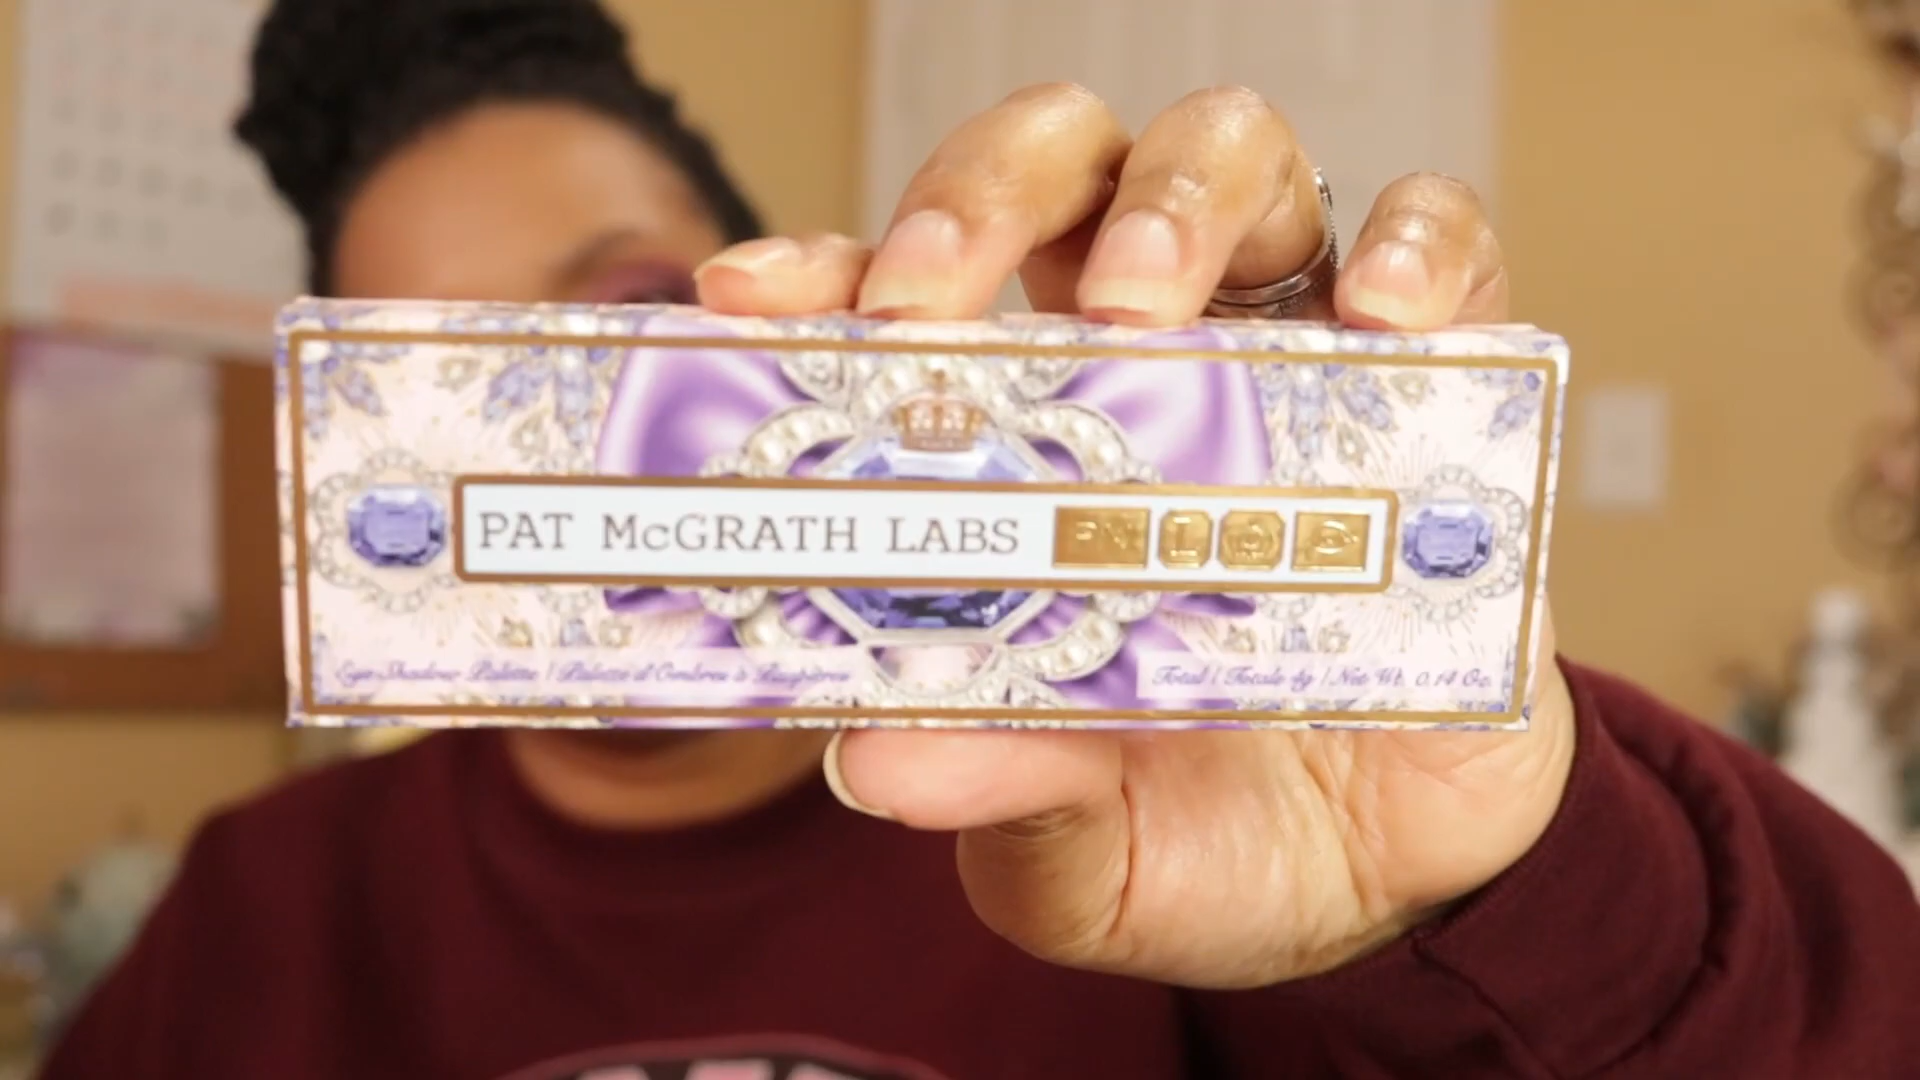 PAT McGRATH LABS
Eye Shadow Palette | Palette d'Ombres à Paupières
Total | Totale 4g | Net Wt. 0.14 Oz.